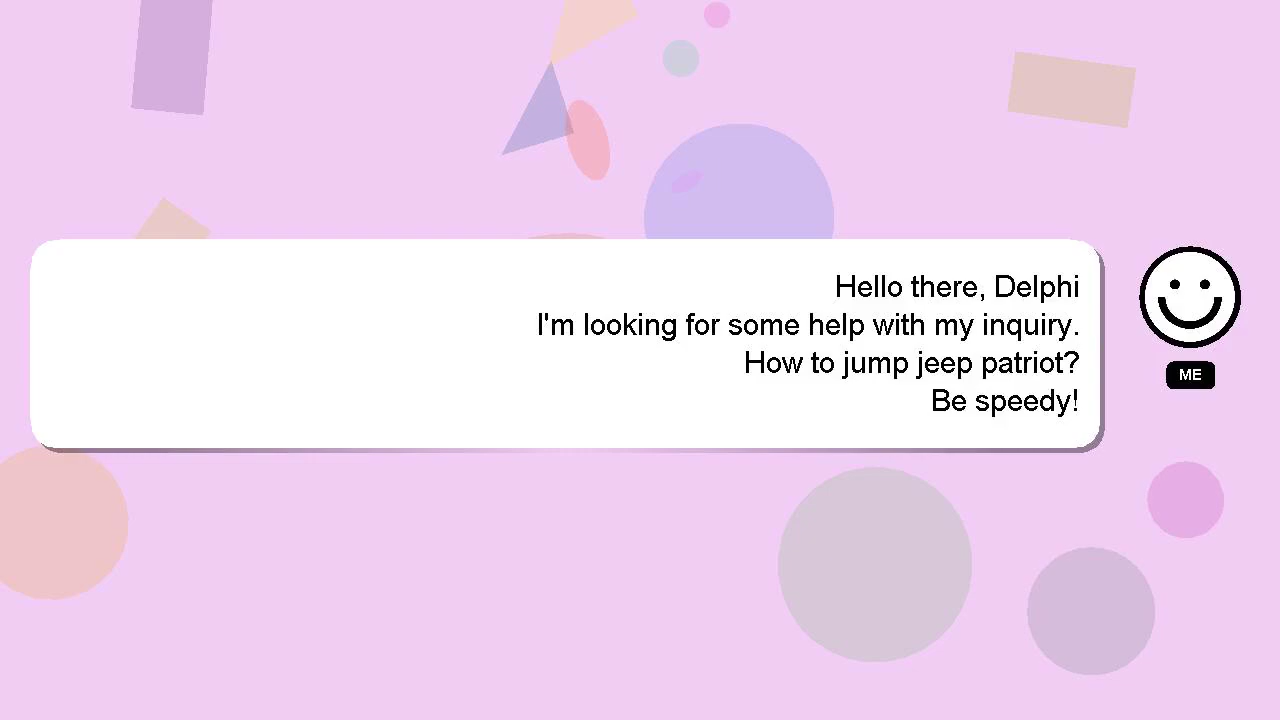 Hello there, Delphi
I'm looking for some help with my inquiry.
How to jump jeep patriot?
Be speedy!
ME